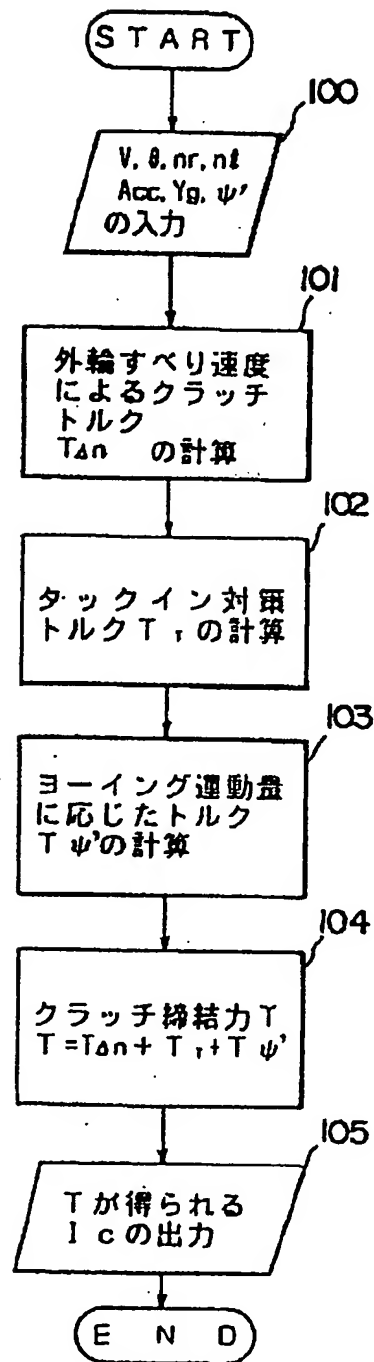 START
100
V, θ, nr, nℓ
Acc, Yg, ψ'
の入力
101
外輪すべり速度
によるクラッチ
トルク
TΔn の計算
102
タックイン対策
トルクT_T の計算
103
ヨーイング運動量
に応じたトルク
Tψ'の計算
104
クラッチ締結力T
T=TΔn+T_T+Tψ'
105
Tが得られる
Icの出力
END